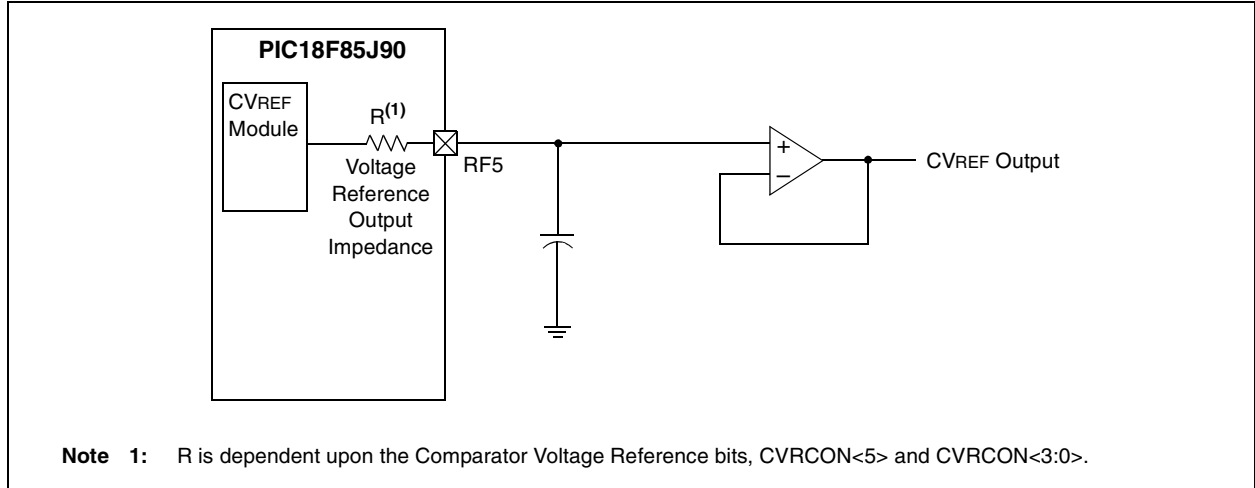 PIC18F85J90
CVREF
Module
R(1)
Voltage
Reference
Output
Impedance
RF5
+
–
CVREF Output
Note 1: R is dependent upon the Comparator Voltage Reference bits, CVRCON<5> and CVRCON<3:0>.